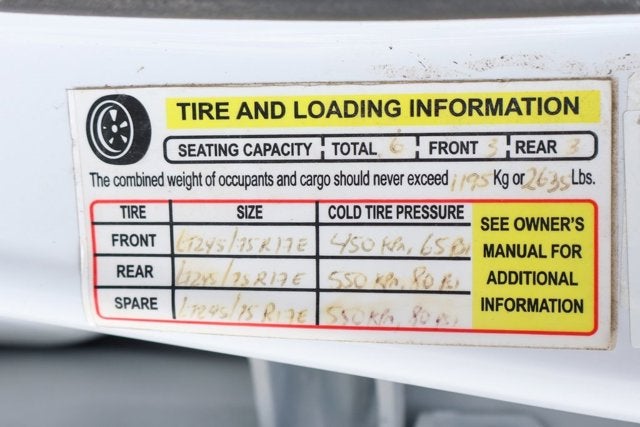 TIRE AND LOADING INFORMATION
SEATING CAPACITY TOTAL 6 FRONT 3 REAR 3
The combined weight of occupants and cargo should never exceed 1195 Kg or 2635 Lbs.
TIRE SIZE COLD TIRE PRESSURE
FRONT LT245/75R17E 450 KPa, 65 PSI
REAR LT245/75R17E 550 KPa, 80 PSI
SPARE LT245/75R17E 550 KPa, 80 PSI
SEE OWNER'S
MANUAL FOR
ADDITIONAL
INFORMATION